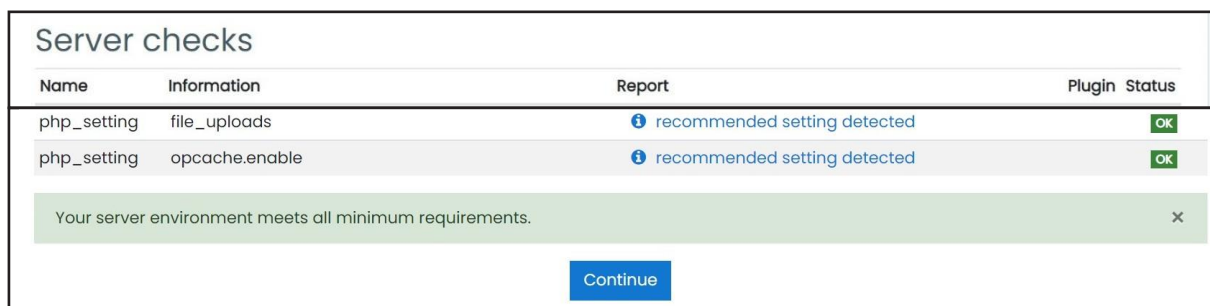 Server checks
Name Information Report Plugin Status
php_setting file_uploads recommended setting detected OK
php_setting opcache.enable recommended setting detected OK
Your server environment meets all minimum requirements. ×
Continue